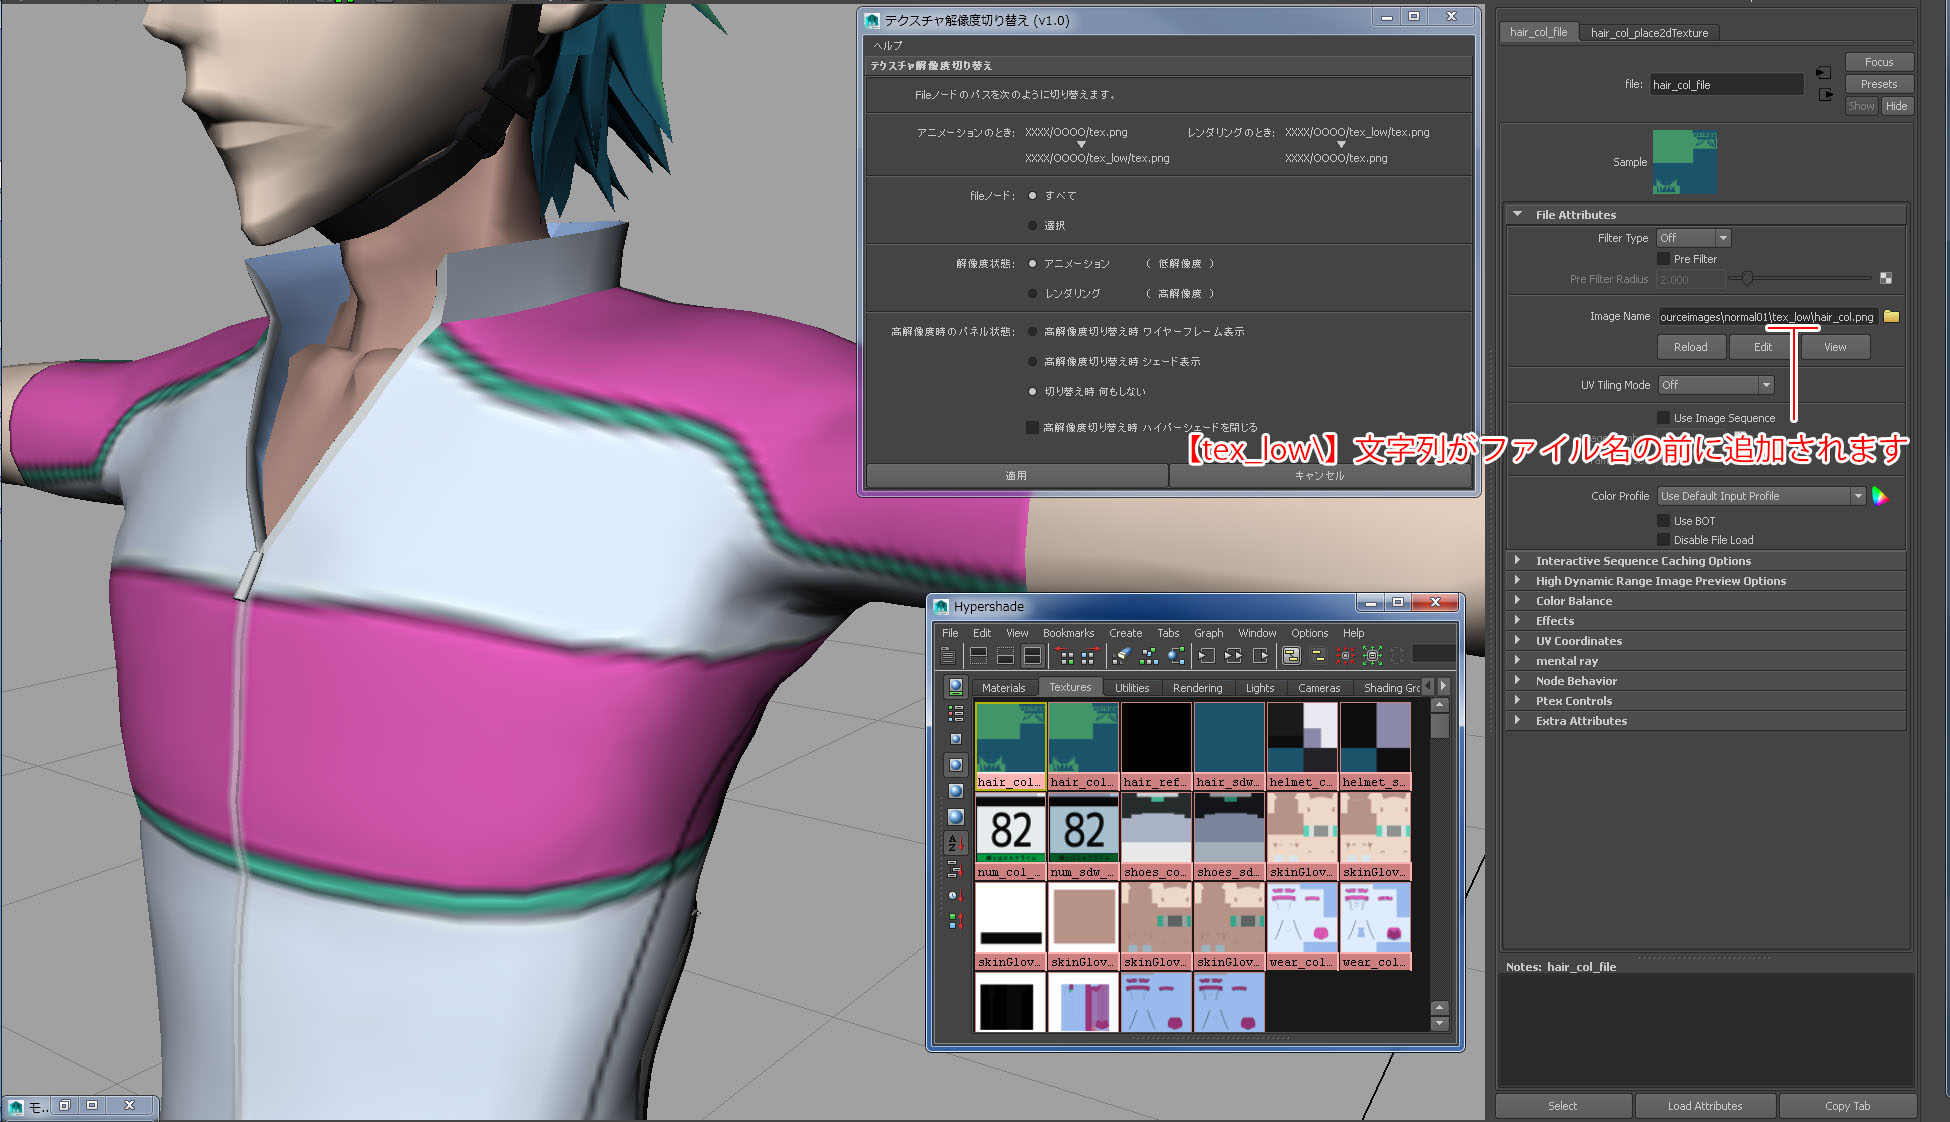 テクスチャ解像度切り替え (v1.0)
ヘルプ
テクスチャ解像度切り替え
Fileノードのパスを次のように切り替えます。
アニメーションのとき: XXXX/OOOO/tex.png
▼
XXXX/OOOO/tex_low/tex.png
レンダリングのとき: XXXX/OOOO/tex_low/tex.png
▼
XXXX/OOOO/tex.png
fileノード: すべて
選択
解像度状態: アニメーション ( 低解像度 )
レンダリング ( 高解像度 )
高解像度時のパネル状態: 高解像度切り替え時 ワイヤーフレーム表示
高解像度切り替え時 シェード表示
切り替え時 何もしない
高解像度切り替え時 ハイパーシェードを閉じる
適用 キャンセル
hair_col_file hair_col_place2dTexture
file: hair_col_file
Focus
Presets
Show Hide
Sample
File Attributes
Filter Type Off
Pre Filter
Pre Filter Radius 2.000
Image Name ourceimages\normal01\tex_low\hair_col.png
Reload Edit View
UV Tiling Mode Off
Use Image Sequence
【tex_low\】文字列がファイル名の前に追加されます
Color Profile Use Default Input Profile
Use BOT
Disable File Load
Interactive Sequence Caching Options
High Dynamic Range Image Preview Options
Color Balance
Effects
UV Coordinates
mental ray
Node Behavior
Ptex Controls
Extra Attributes
Notes: hair_col_file
Select Load Attributes Copy Tab
Hypershade
File Edit View Bookmarks Create Tabs Graph Window Options Help
Materials Textures Utilities Rendering Lights Cameras Shading Gro
hair_col... hair_col... hair_ref... hair_sdw... helmet_c... helmet_s...
82 82
num_col_... num_sdw_... shoes_co... shoes_sd... skinGlov... skinGlov...
skinGlov... skinGlov... skinGlov... skinGlov... wear_col... wear_col...
モ...